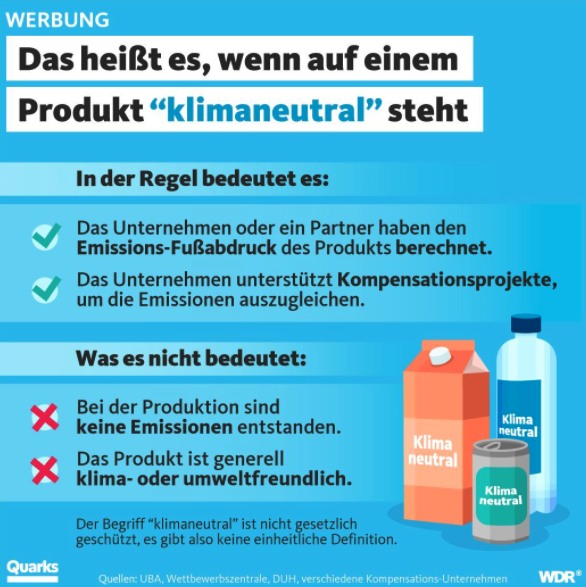 WERBUNG
Das heißt es, wenn auf einem
Produkt “klimaneutral” steht
In der Regel bedeutet es:
Das Unternehmen oder ein Partner haben den
Emissions-Fußabdruck des Produkts berechnet.
Das Unternehmen unterstützt Kompensationsprojekte,
um die Emissionen auszugleichen.
Was es nicht bedeutet:
Bei der Produktion sind
keine Emissionen entstanden.
Das Produkt ist generell
klima- oder umweltfreundlich.
Klima
neutral
Klima
neutral
Klima
neutral
Der Begriff “klimaneutral” ist nicht gesetzlich
geschützt, es gibt also keine einheitliche Definition.
Quarks
Quellen: UBA, Wettbewerbszentrale, DUH, verschiedene Kompensations-Unternehmen
WDR